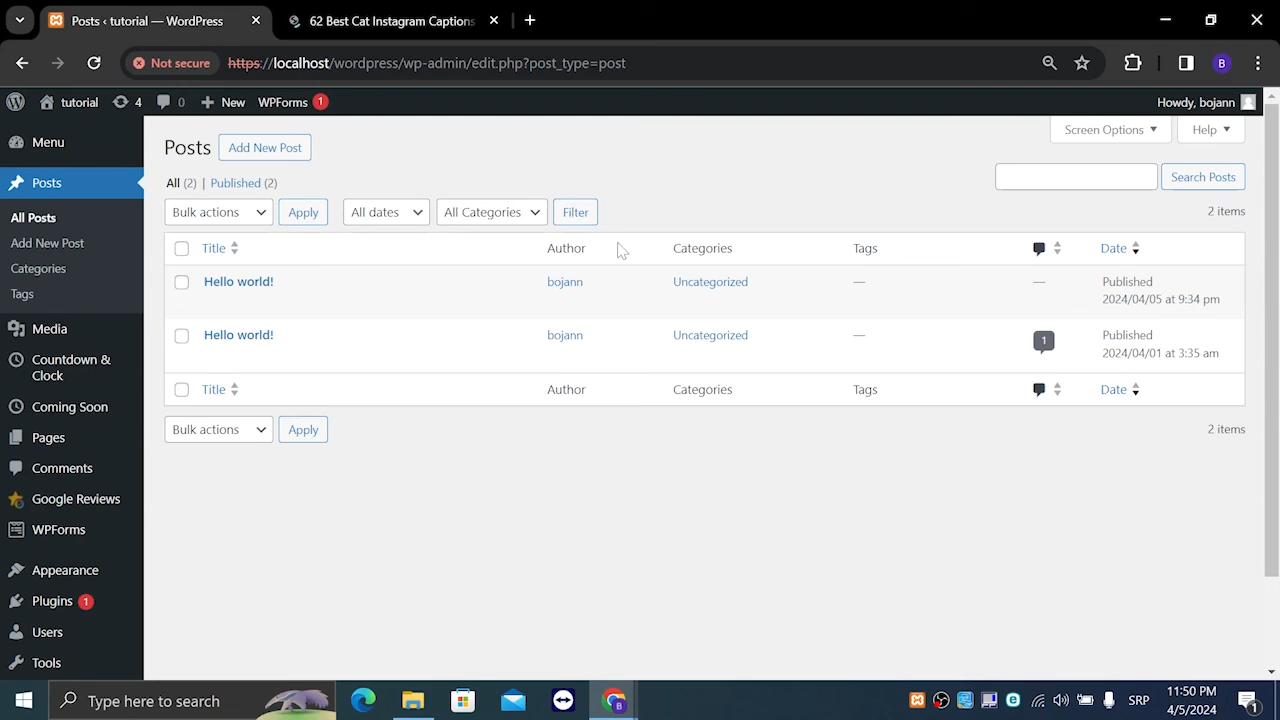 Posts ‹ tutorial — WordPress
62 Best Cat Instagram Captions
Not secure
https://localhost/wordpress/wp-admin/edit.php?post_type=post
B
tutorial
4
0
New
WPForms
1
Howdy, bojann
Menu
Posts
All Posts
Add New Post
Categories
Tags
Media
Countdown &
Clock
Coming Soon
Pages
Comments
Google Reviews
WPForms
Appearance
Plugins
1
Users
Tools
Posts
Add New Post
Screen Options
Help
All (2) | Published (2)
Search Posts
Bulk actions
Apply
All dates
All Categories
Filter
2 items
Title
Author
Categories
Tags
Date
Hello world!
bojann
Uncategorized
—
—
Published
2024/04/05 at 9:34 pm
Hello world!
bojann
Uncategorized
—
1
Published
2024/04/01 at 3:35 am
Title
Author
Categories
Tags
Date
Bulk actions
Apply
2 items
Type here to search
B
SRP
11:50 PM
4/5/2024
1